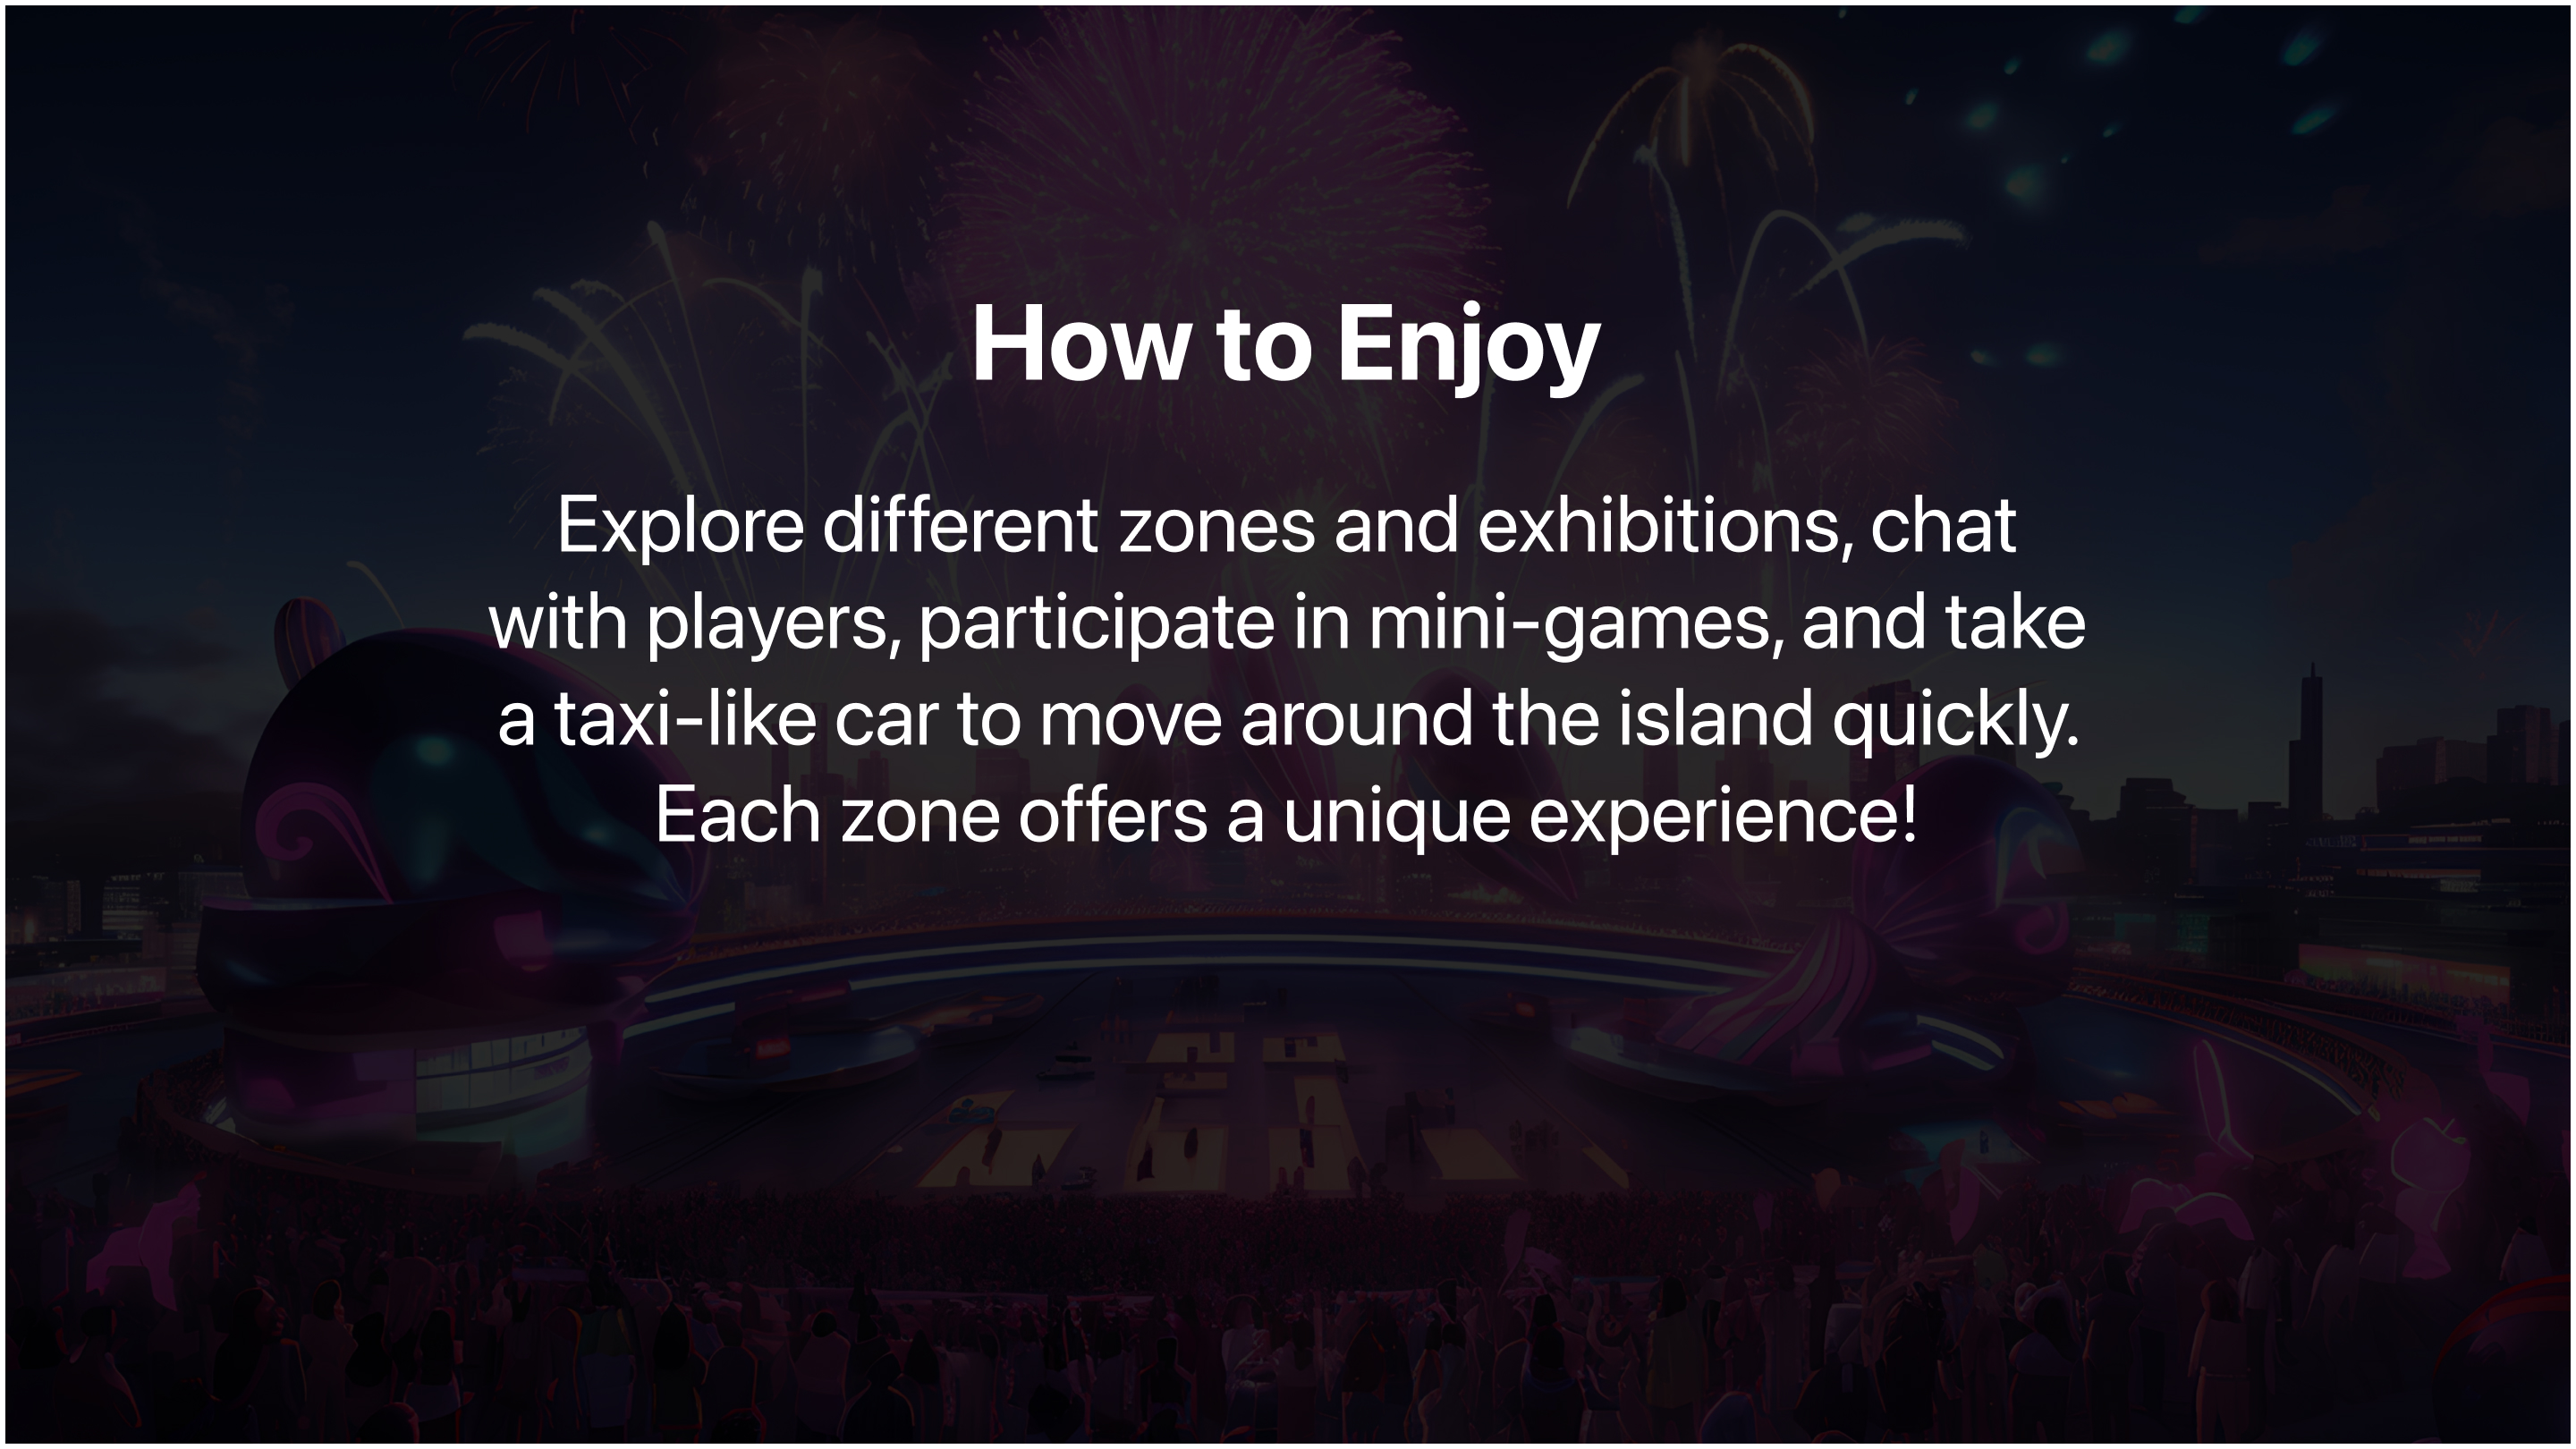 How to Enjoy
Explore different zones and exhibitions, chat
with players, participate in mini-games, and take
a taxi-like car to move around the island quickly.
Each zone offers a unique experience!